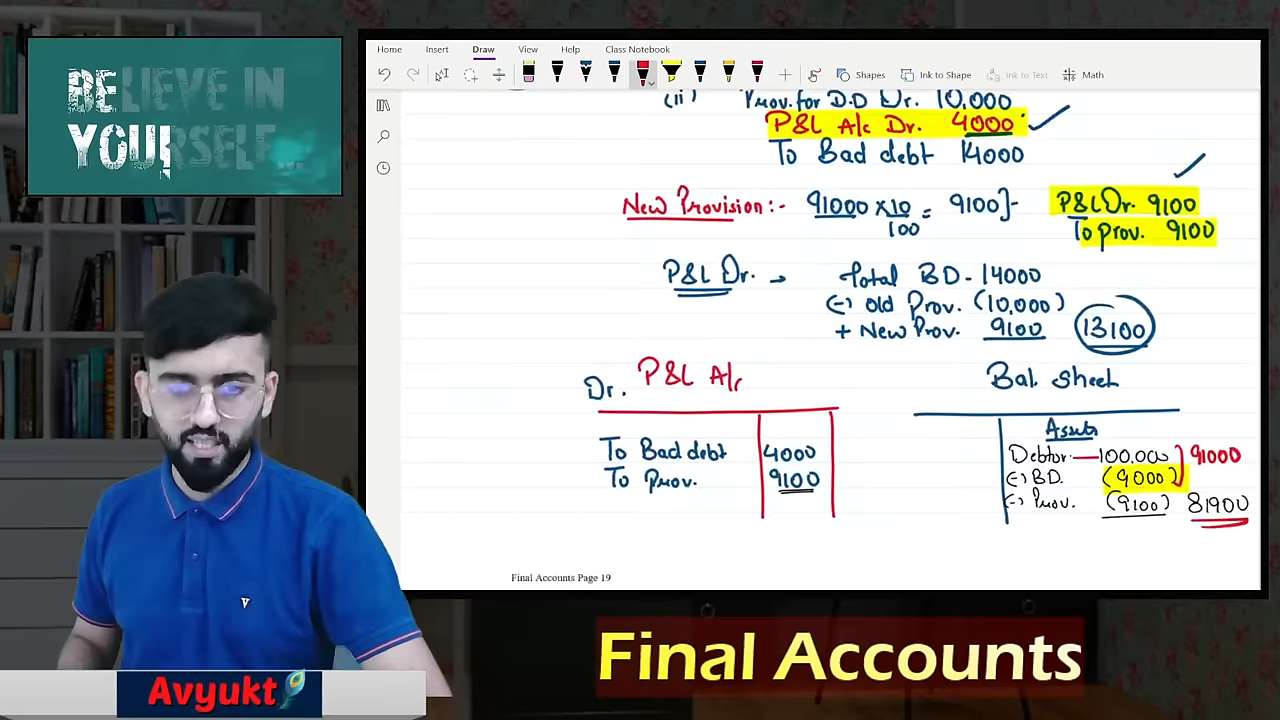 BELIEVE IN
YOURSELF...
Home Insert Draw View Help Class Notebook
Shapes Ink to Shape Ink to Text Math
(ii) Prov. for D.D Dr. 10,000
P&L A/c Dr. 4000
To Bad debt 14000
New Provision:- 91000 x 10/100 = 9100]- P&L Dr. 9100
To prov. 9100
P&L Dr. → Total BD - 14000
(-) old Prov. (10,000)
+ New Prov. 9100 13100
Dr. P&L A/c
To Bad debt 4000
To Prov. 9100
Bal. Sheet
Assets
Debtor — 100,000 91000
(-) BD. (9000)
(-) Prov. (9100) 81900
Final Accounts Page 19
V
Final Accounts
Avyukt